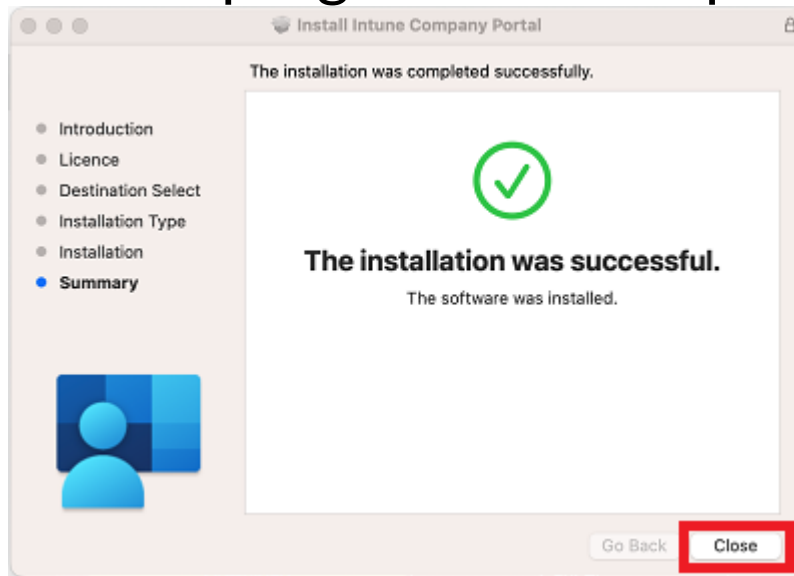 Install Intune Company Portal
The installation was completed successfully.
Introduction
Licence
Destination Select
Installation Type
Installation
Summary
The installation was successful.
The software was installed.
Go Back
Close